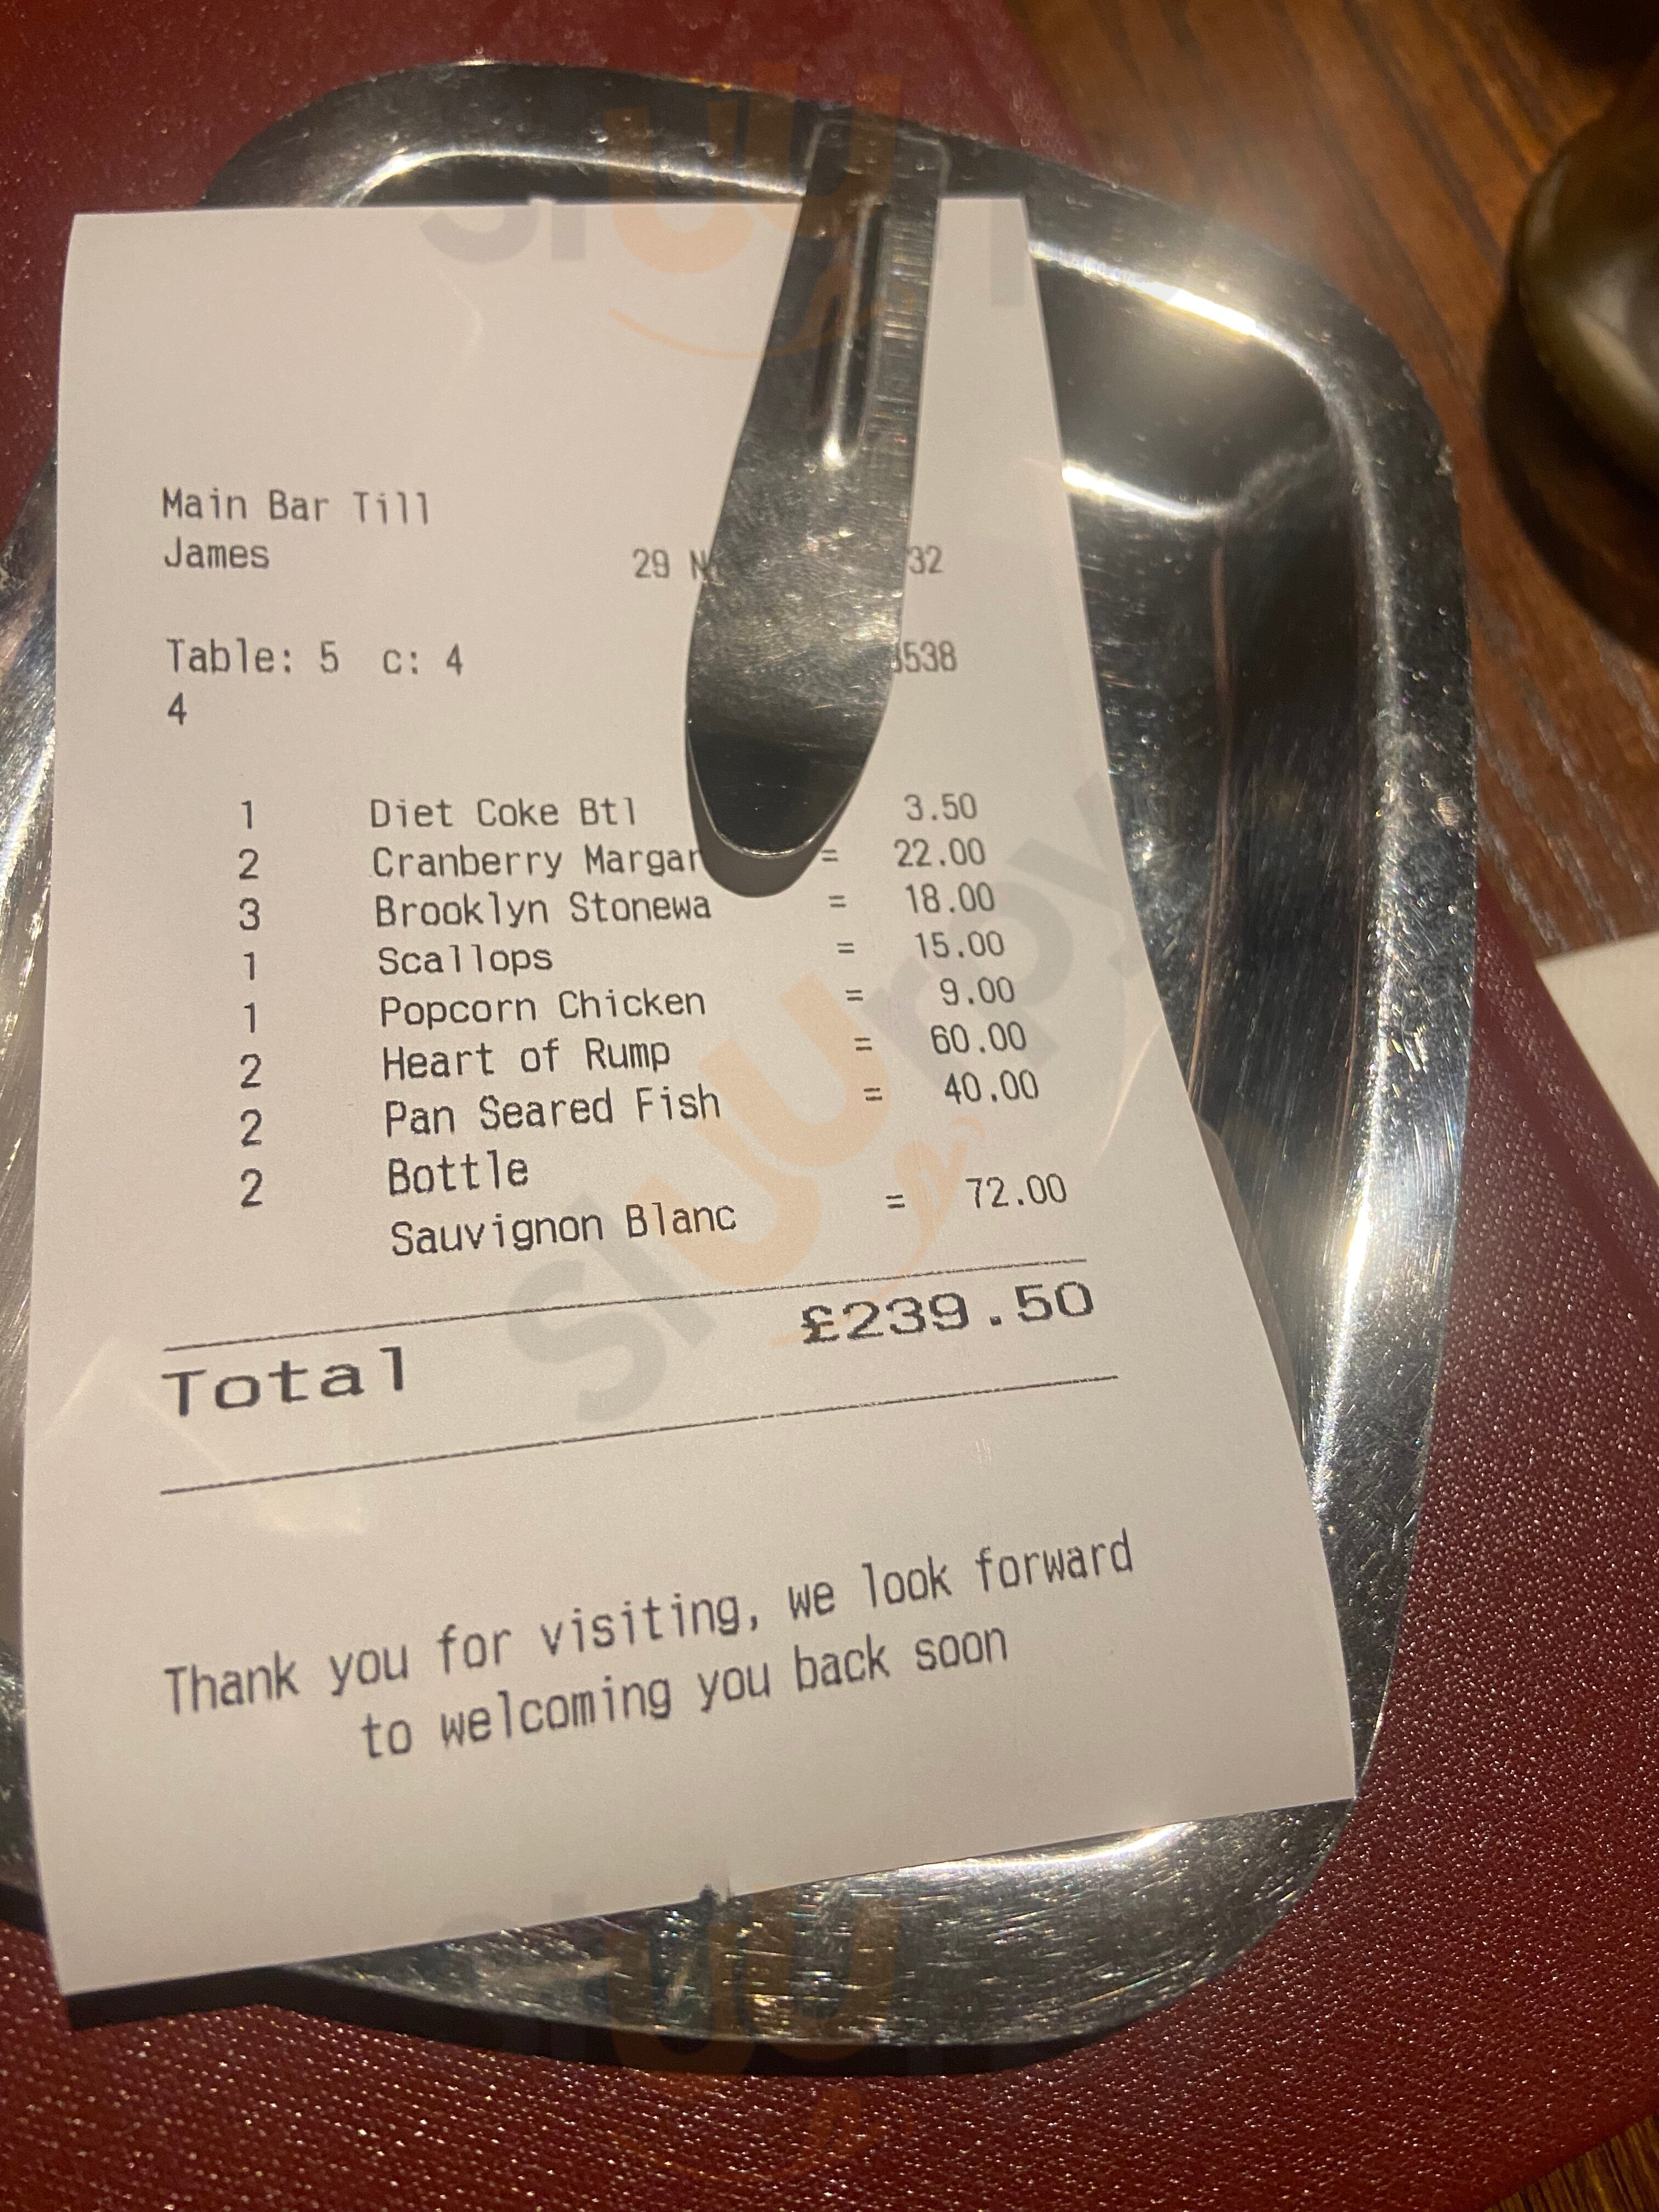 Main Bar Till
James 29 32
Table: 5 c: 4 538
4
1 Diet Coke Btl 3.50
2 Cranberry Margar = 22.00
3 Brooklyn Stonewa = 18.00
1 Scallops = 15.00
1 Popcorn Chicken = 9.00
2 Heart of Rump = 60.00
2 Pan Seared Fish = 40.00
2 Bottle
Sauvignon Blanc = 72.00
Total £239.50
Thank you for visiting, we look forward
to welcoming you back soon
sluurpy